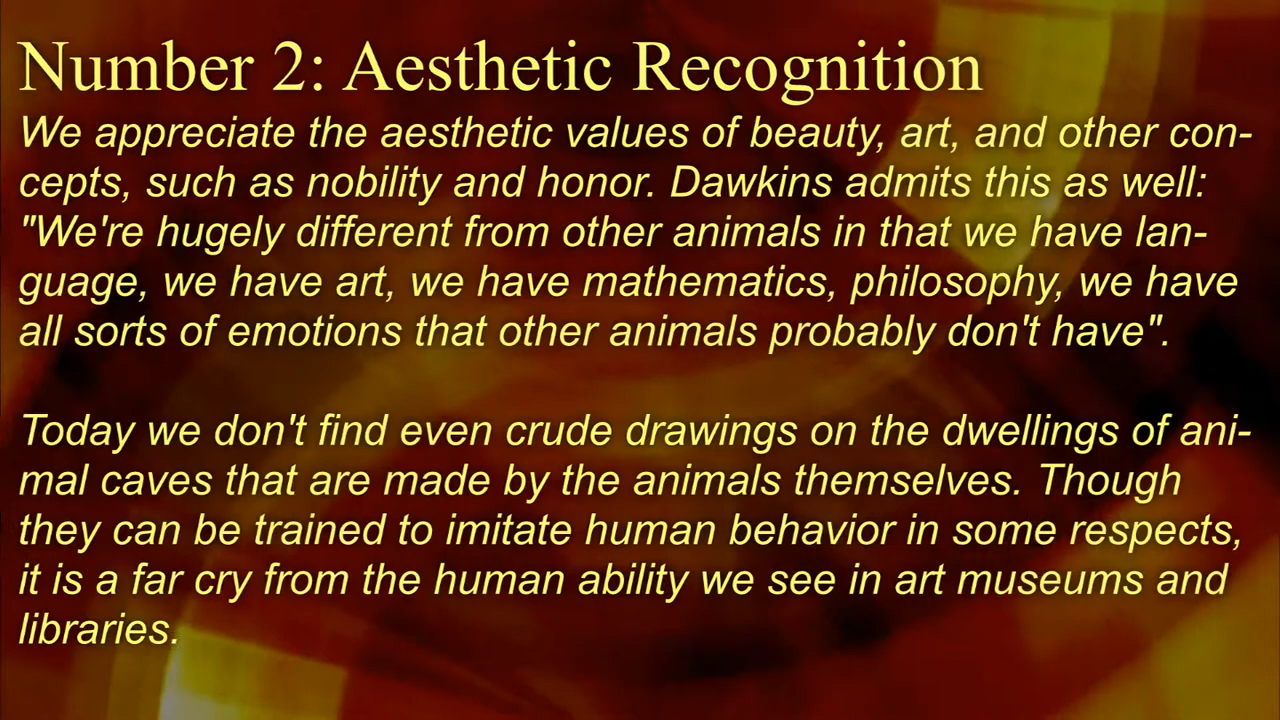 Number 2: Aesthetic Recognition
We appreciate the aesthetic values of beauty, art, and other con-
cepts, such as nobility and honor. Dawkins admits this as well:
"We're hugely different from other animals in that we have lan-
guage, we have art, we have mathematics, philosophy, we have
all sorts of emotions that other animals probably don't have".
Today we don't find even crude drawings on the dwellings of ani-
mal caves that are made by the animals themselves. Though
they can be trained to imitate human behavior in some respects,
it is a far cry from the human ability we see in art museums and
libraries.